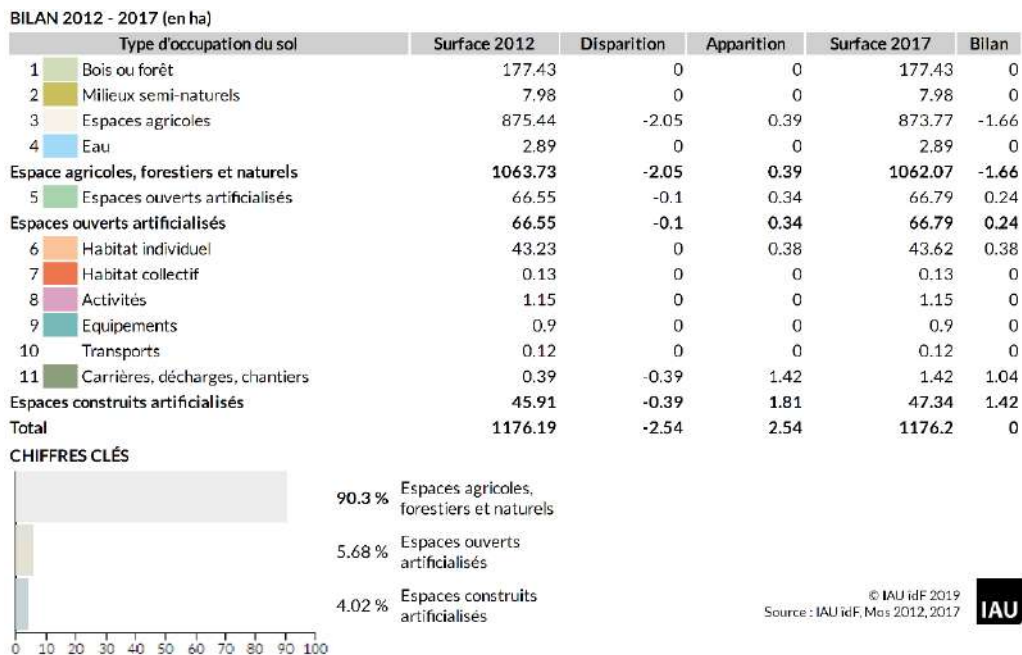 BILAN 2012 - 2017 (en ha)
Type d'occupation du sol Surface 2012 Disparition Apparition Surface 2017 Bilan
1 Bois ou forêt 177.43 0 0 177.43 0
2 Milieux semi-naturels 7.98 0 0 7.98 0
3 Espaces agricoles 875.44 -2.05 0.39 873.77 -1.66
4 Eau 2.89 0 0 2.89 0
Espace agricoles, forestiers et naturels 1063.73 -2.05 0.39 1062.07 -1.66
5 Espaces ouverts artificialisés 66.55 -0.1 0.34 66.79 0.24
Espaces ouverts artificialisés 66.55 -0.1 0.34 66.79 0.24
6 Habitat individuel 43.23 0 0.38 43.62 0.38
7 Habitat collectif 0.13 0 0 0.13 0
8 Activités 1.15 0 0 1.15 0
9 Equipements 0.9 0 0 0.9 0
10 Transports 0.12 0 0 0.12 0
11 Carrières, décharges, chantiers 0.39 -0.39 1.42 1.42 1.04
Espaces construits artificialisés 45.91 -0.39 1.81 47.34 1.42
Total 1176.19 -2.54 2.54 1176.2 0
CHIFFRES CLÉS
90.3 % Espaces agricoles,
forestiers et naturels
5.68 % Espaces ouverts
artificialisés
4.02 % Espaces construits
artificialisés
0 10 20 30 40 50 60 70 80 90 100
© IAU îdF 2019
Source : IAU îdF, Mos 2012, 2017
IAU